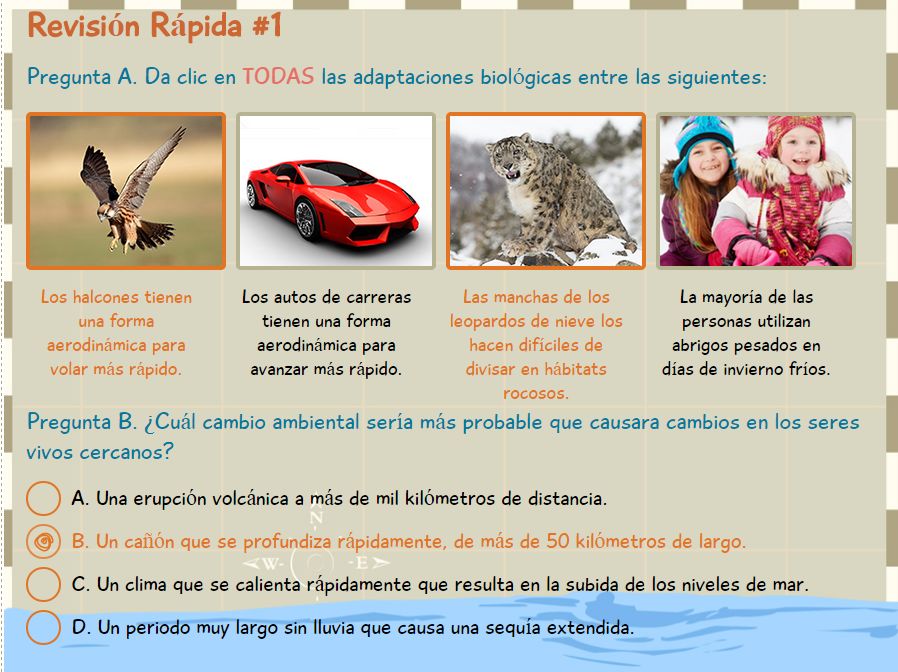 Revisión Rápida #1
Pregunta A. Da clic en TODAS las adaptaciones biológicas entre las siguientes:
Los halcones tienen
una forma
aerodinámica para
volar más rápido.
Los autos de carreras
tienen una forma
aerodinámica para
avanzar más rápido.
Las manchas de los
leopardos de nieve los
hacen difíciles de
divisar en hábitats
rocosos.
La mayoría de las
personas utilizan
abrigos pesados en
días de invierno fríos.
Pregunta B. ¿Cuál cambio ambiental sería más probable que causara cambios en los seres
vivos cercanos?
A. Una erupción volcánica a más de mil kilómetros de distancia.
N
B. Un cañón que se profundiza rápidamente, de más de 50 kilómetros de largo.
W E
C. Un clima que se calienta rápidamente que resulta en la subida de los niveles de mar.
D. Un periodo muy largo sin lluvia que causa una sequía extendida.